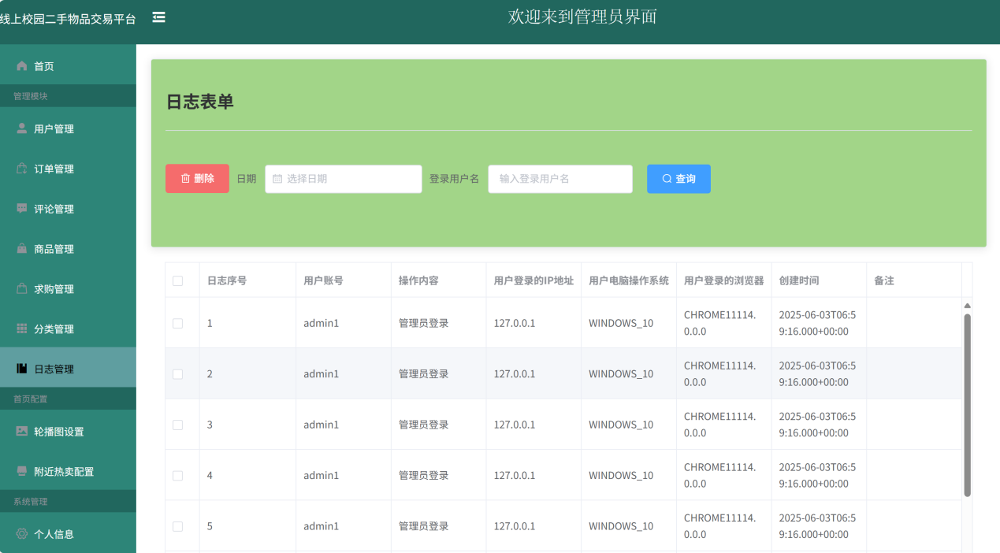 线上校园二手物品交易平台
欢迎来到管理员界面
首页
管理模块
用户管理
订单管理
评论管理
商品管理
求购管理
分类管理
日志管理
首页配置
轮播图设置
附近热卖配置
系统管理
个人信息
日志表单
删除 日期 选择日期 登录用户名 输入登录用户名 查询
日志序号 用户账号 操作内容 用户登录的IP地址 用户电脑操作系统 用户登录的浏览器 创建时间 备注
1 admin1 管理员登录 127.0.0.1 WINDOWS_10 CHROME11114. 2025-06-03T06:5
0.0.0 9:16.000+00:00
2 admin1 管理员登录 127.0.0.1 WINDOWS_10 CHROME11114. 2025-06-03T06:5
0.0.0 9:16.000+00:00
3 admin1 管理员登录 127.0.0.1 WINDOWS_10 CHROME11114. 2025-06-03T06:5
0.0.0 9:16.000+00:00
4 admin1 管理员登录 127.0.0.1 WINDOWS_10 CHROME11114. 2025-06-03T06:5
0.0.0 9:16.000+00:00
5 admin1 管理员登录 127.0.0.1 WINDOWS_10 CHROME11114. 2025-06-03T06:5
0.0.0 9:16.000+00:00